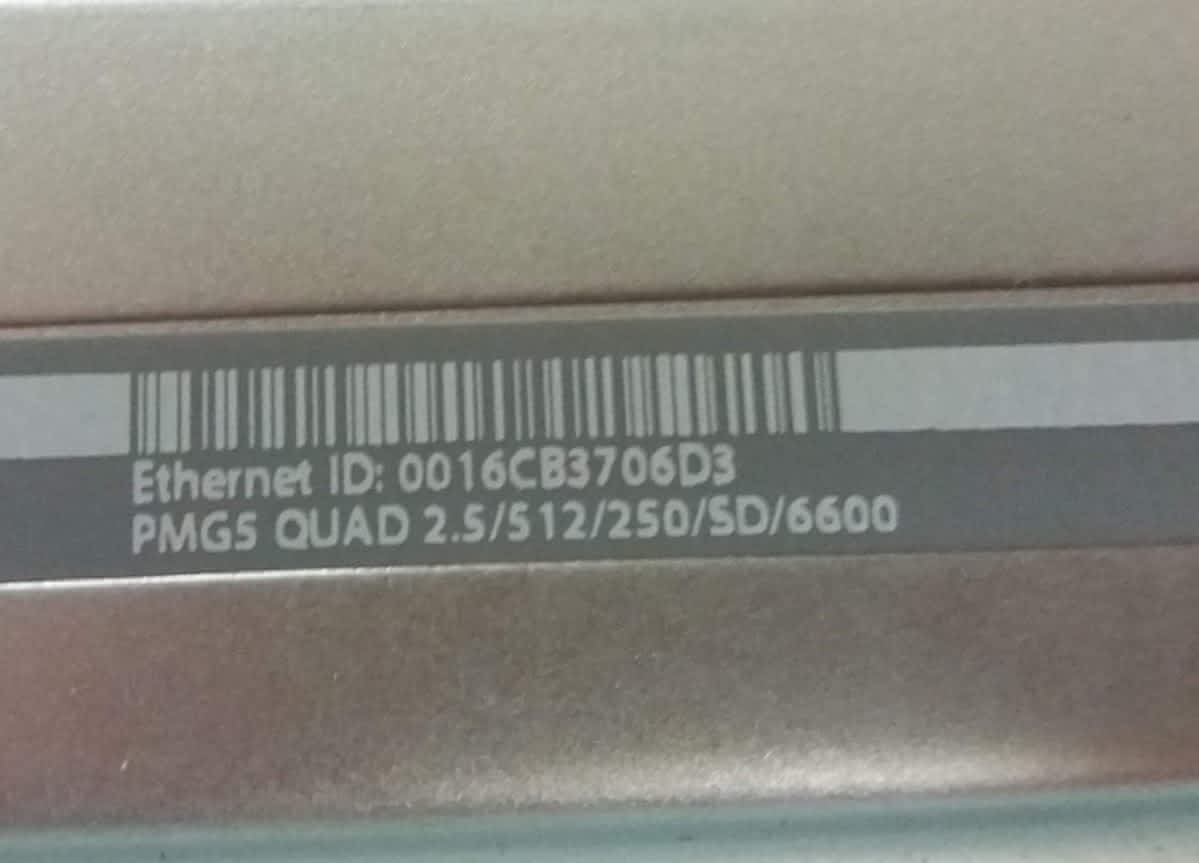 Ethernet ID: 0016CB3706D3
PMG5 QUAD 2.5/512/250/SD/6600